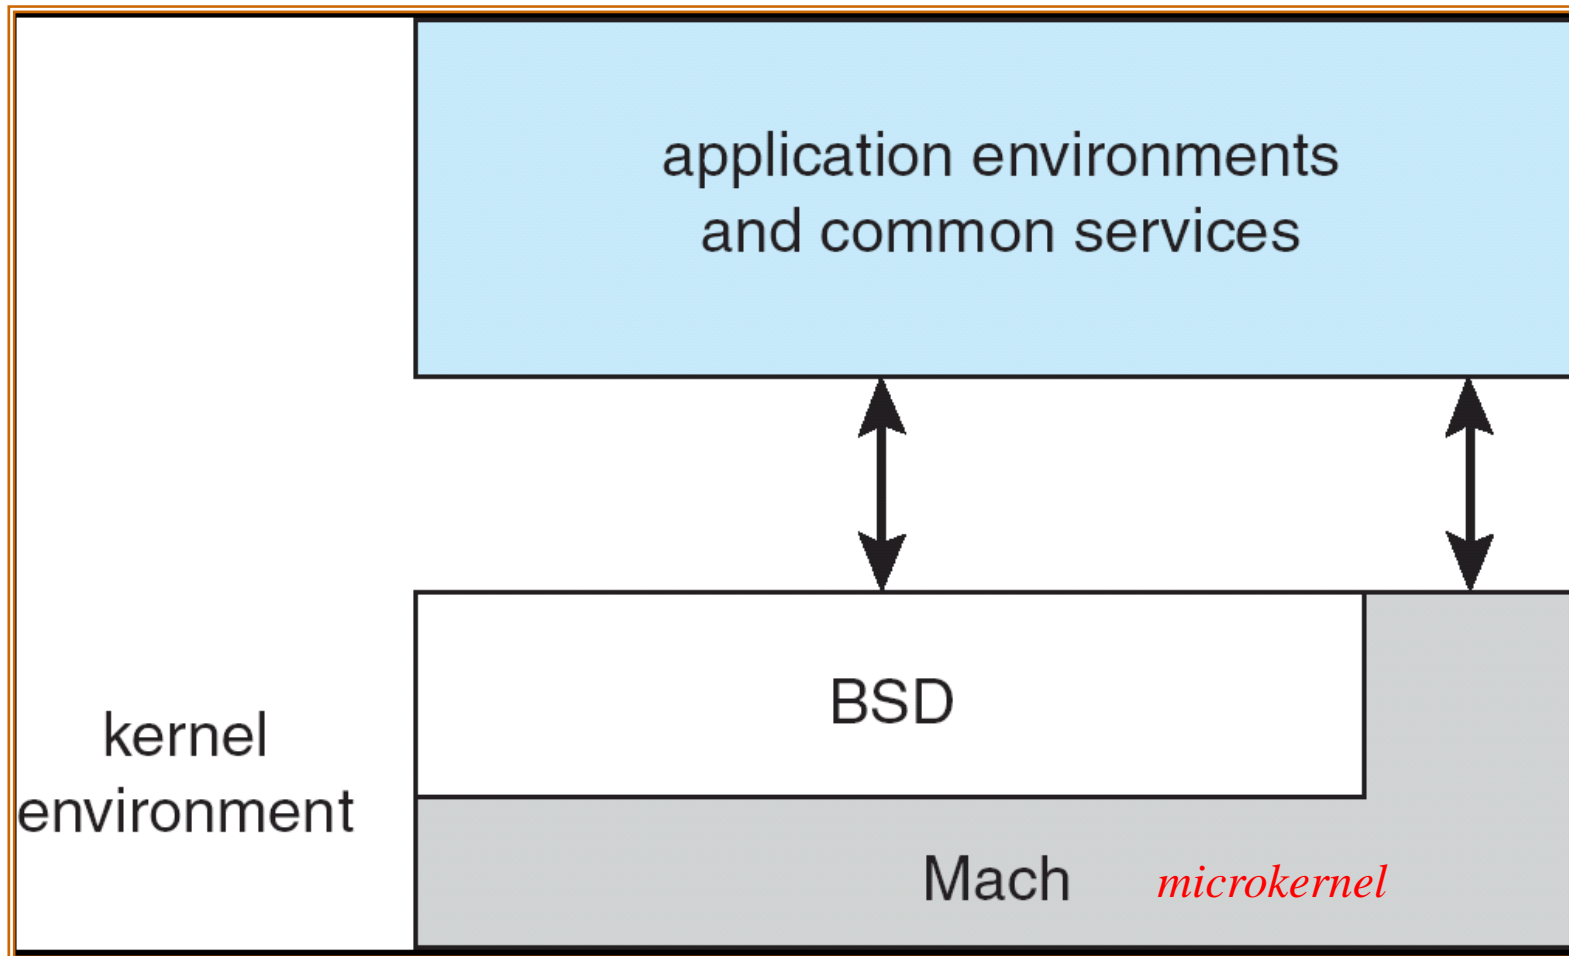 application environments
and common services
BSD
kernel
environment
Mach
microkernel